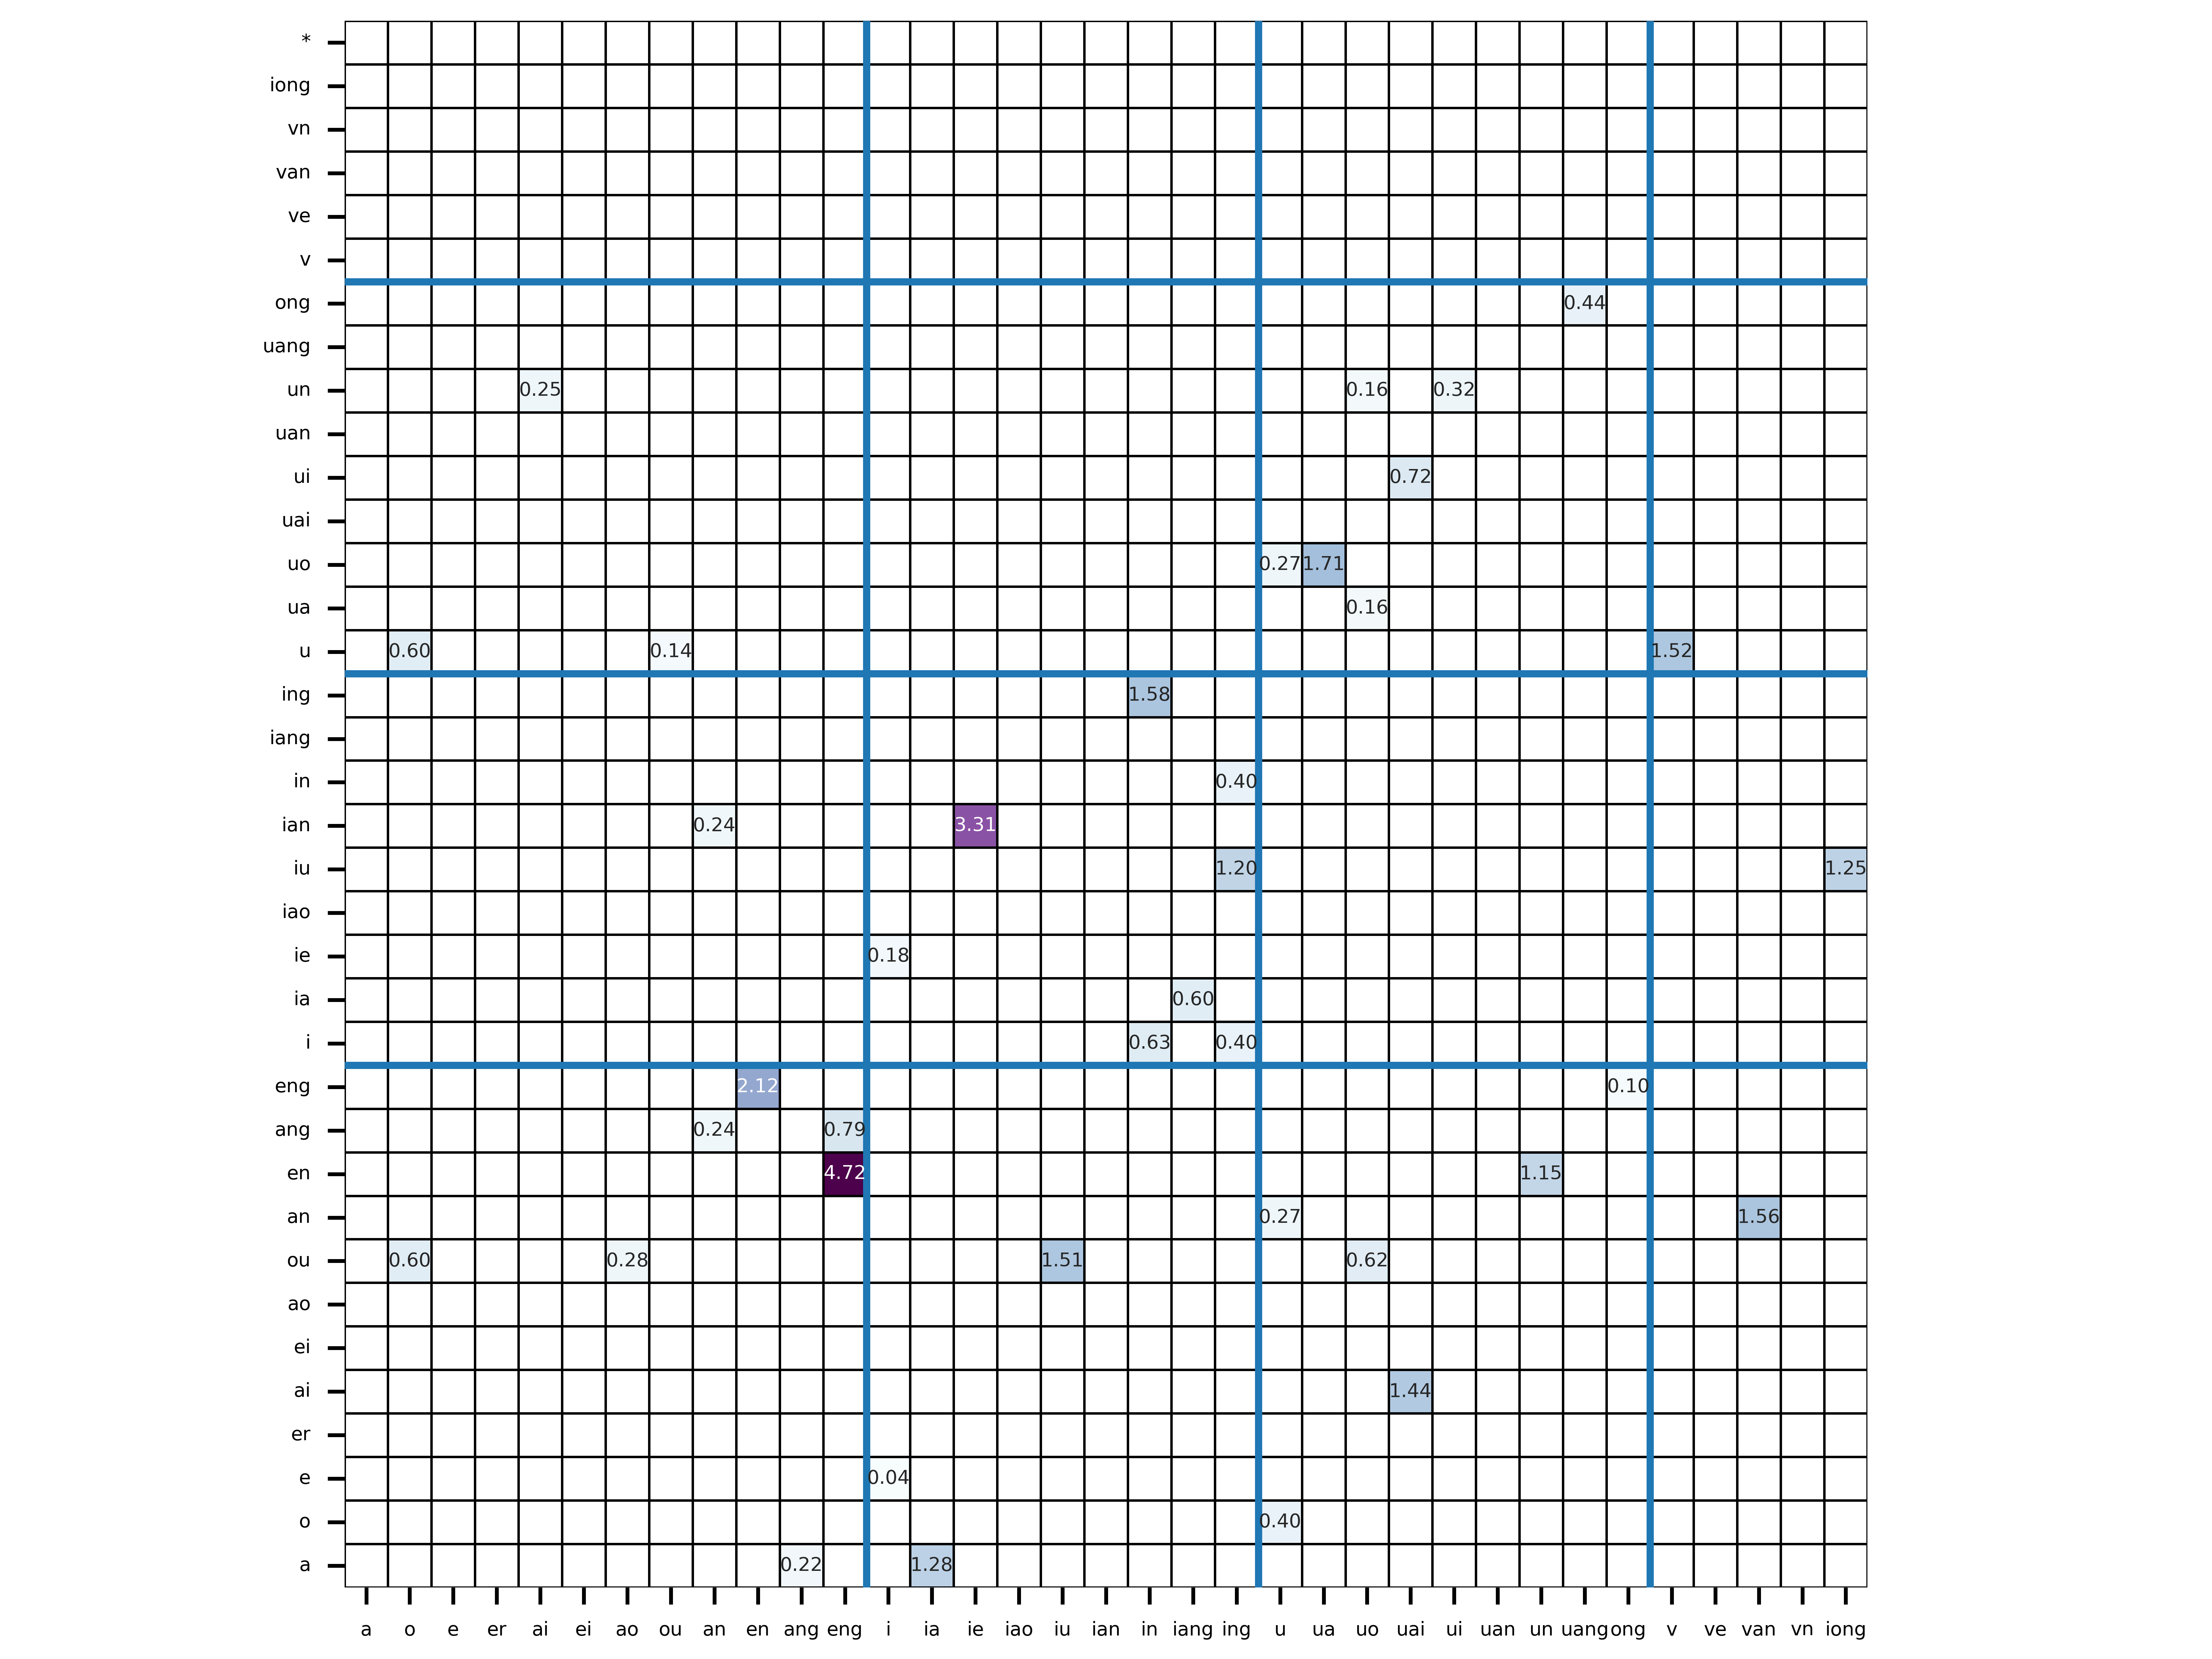 *
iong
vn
van
ve
v
ong 0.44
uang
un 0.25 0.16 0.32
uan
ui 0.72
uai
uo 0.27 1.71
ua 0.16
u 0.60 0.14 1.52
ing 1.58
iang
in 0.40
ian 0.24 3.31
iu 1.20 1.25
iao
ie 0.18
ia 0.60
i 0.63 0.40
eng 2.12 0.10
ang 0.24 0.79
en 4.72 1.15
an 0.27 1.56
ou 0.60 0.28 1.51 0.62
ao
ei
ai 1.44
er
e 0.04
o 0.40
a 0.22 1.28
a o e er ai ei ao ou an en ang eng i ia ie iao iu ian in iang ing u ua uo uai ui uan un uang ong v ve van vn iong